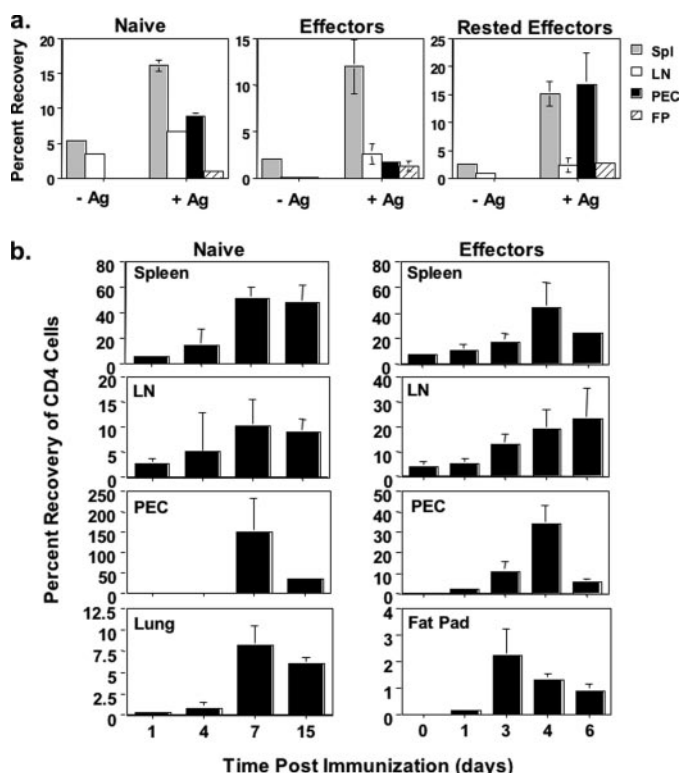 a.
Naive
Effectors
Rested Effectors
Percent Recovery
20
15
10
5
0
- Ag
+ Ag
15
10
5
0
- Ag
+ Ag
20
15
10
5
0
- Ag
+ Ag
Spl
LN
PEC
FP
b.
Naive
Effectors
Percent Recovery of CD4 Cells
Spleen
80
60
40
20
0
Spleen
80
60
40
20
0
LN
20
15
10
5
0
LN
40
30
20
10
0
PEC
250
200
150
100
50
0
PEC
50
40
30
20
10
0
Lung
12.5
10
7.5
5
2.5
0
Fat Pad
4
3
2
1
0
1 4 7 15
0 1 3 4 6
Time Post Immunization (days)